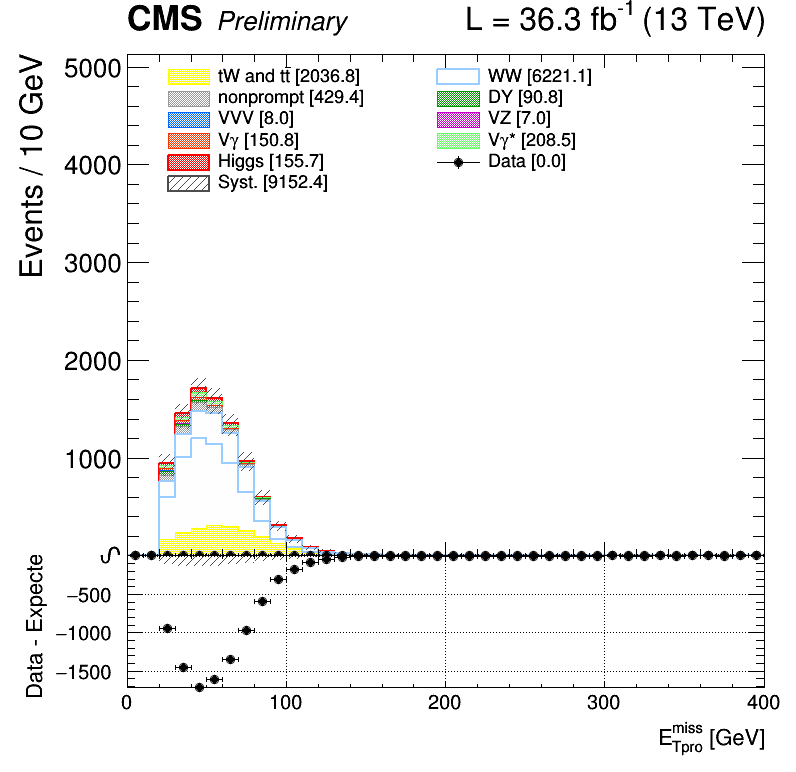 CMS Preliminary L = 36.3 fb⁻¹ (13 TeV)
Events / 10 GeV
5000
4000
3000
2000
1000
0
tW and tt̄ [2036.8]
nonprompt [429.4]
VVV [8.0]
Vγ [150.8]
Higgs [155.7]
Syst. [9152.4]
WW [6221.1]
DY [90.8]
VZ [7.0]
Vγ* [208.5]
Data [0.0]
Data - Expecte
−500
−1000
−1500
0 100 200 300 400
E_Tpro^miss [GeV]